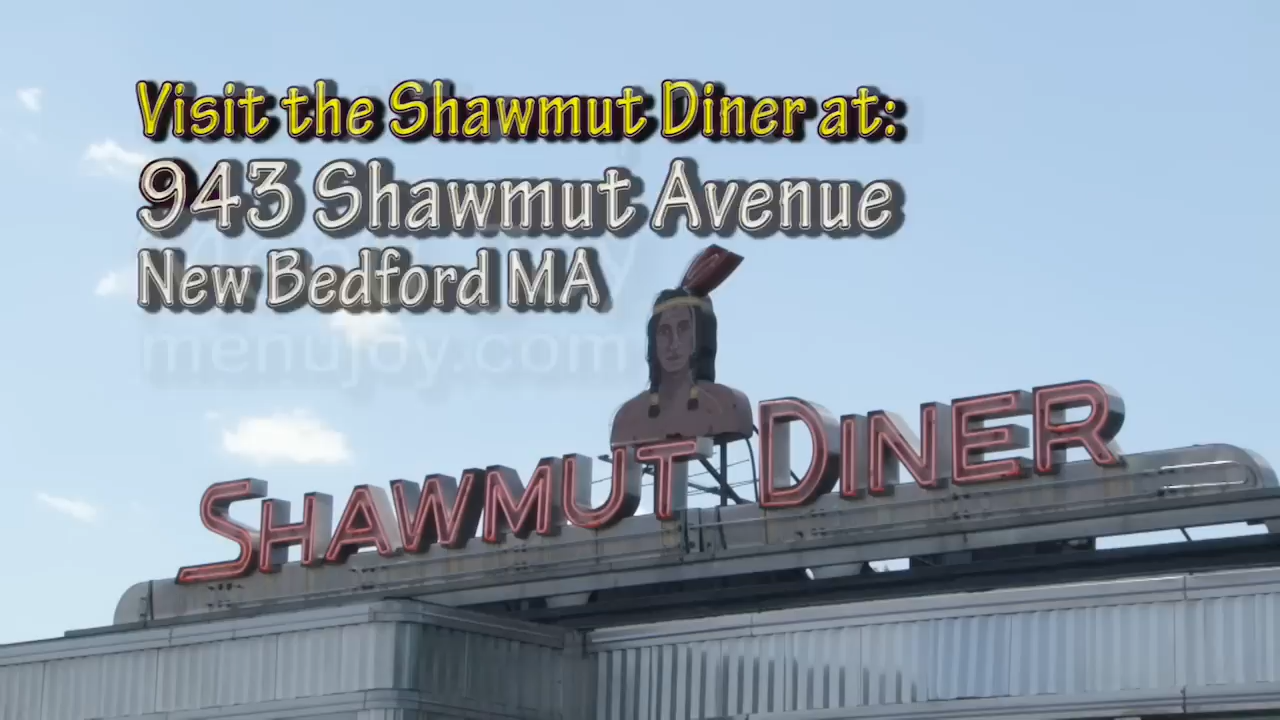 Visit the Shawmut Diner at:
943 Shawmut Avenue
New Bedford MA
menujoy.com
SHAWMUT DINER